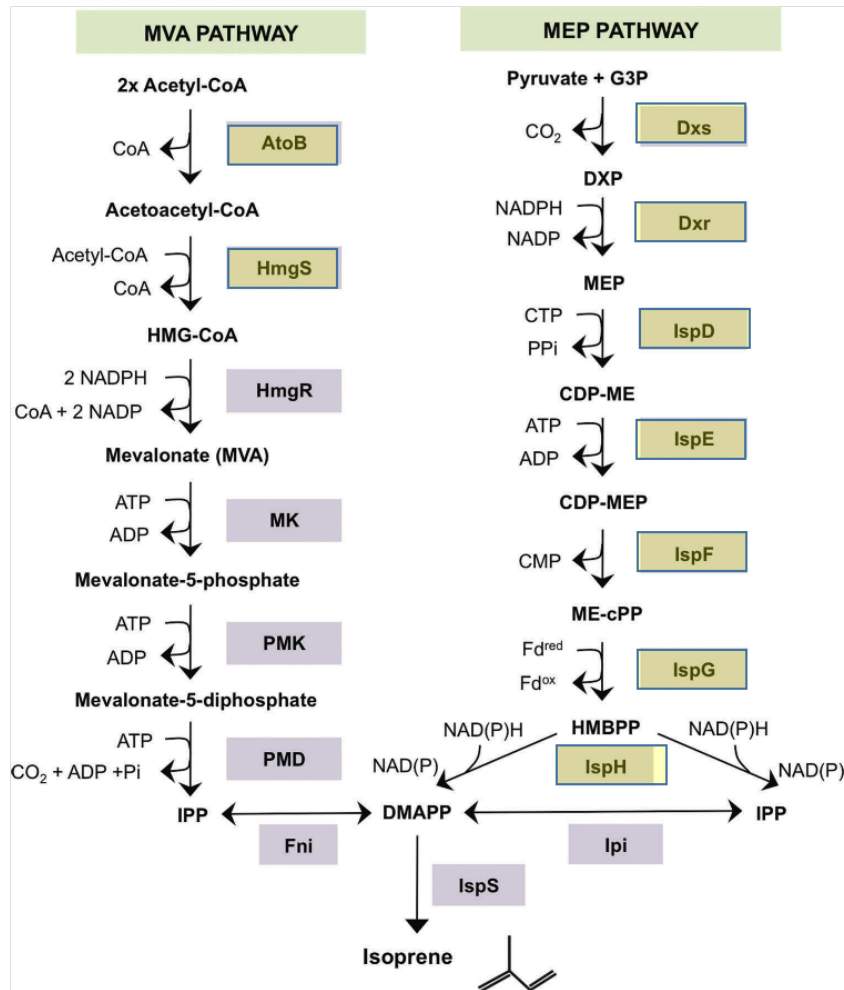 MVA PATHWAY
2x Acetyl-CoA
CoA
AtoB
Acetoacetyl-CoA
Acetyl-CoA
HmgS
CoA
HMG-CoA
2 NADPH
HmgR
CoA + 2 NADP
Mevalonate (MVA)
ATP
MK
ADP
Mevalonate-5-phosphate
ATP
PMK
ADP
Mevalonate-5-diphosphate
ATP
PMD
CO₂ + ADP +Pi
IPP
Fni
MEP PATHWAY
Pyruvate + G3P
CO₂
Dxs
DXP
NADPH
Dxr
NADP
MEP
CTP
IspD
PPi
CDP-ME
ATP
IspE
ADP
CDP-MEP
CMP
IspF
ME-cPP
Fdʳᵉᵈ
IspG
Fdᵒˣ
HMBPP
NAD(P)H
NAD(P)H
IspH
NAD(P)
NAD(P)
DMAPP
IPP
Ipi
IspS
Isoprene